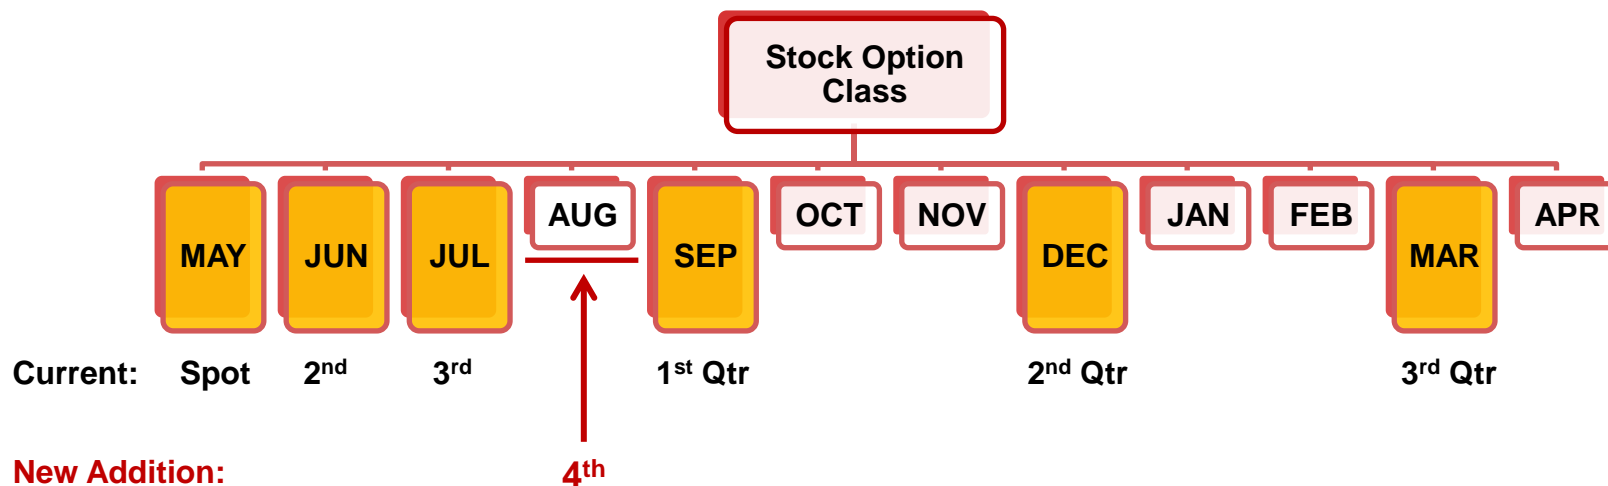 Stock Option
Class
MAY JUN JUL AUG SEP OCT NOV DEC JAN FEB MAR APR
Current: Spot 2nd 3rd 1st Qtr 2nd Qtr 3rd Qtr
New Addition: 4th